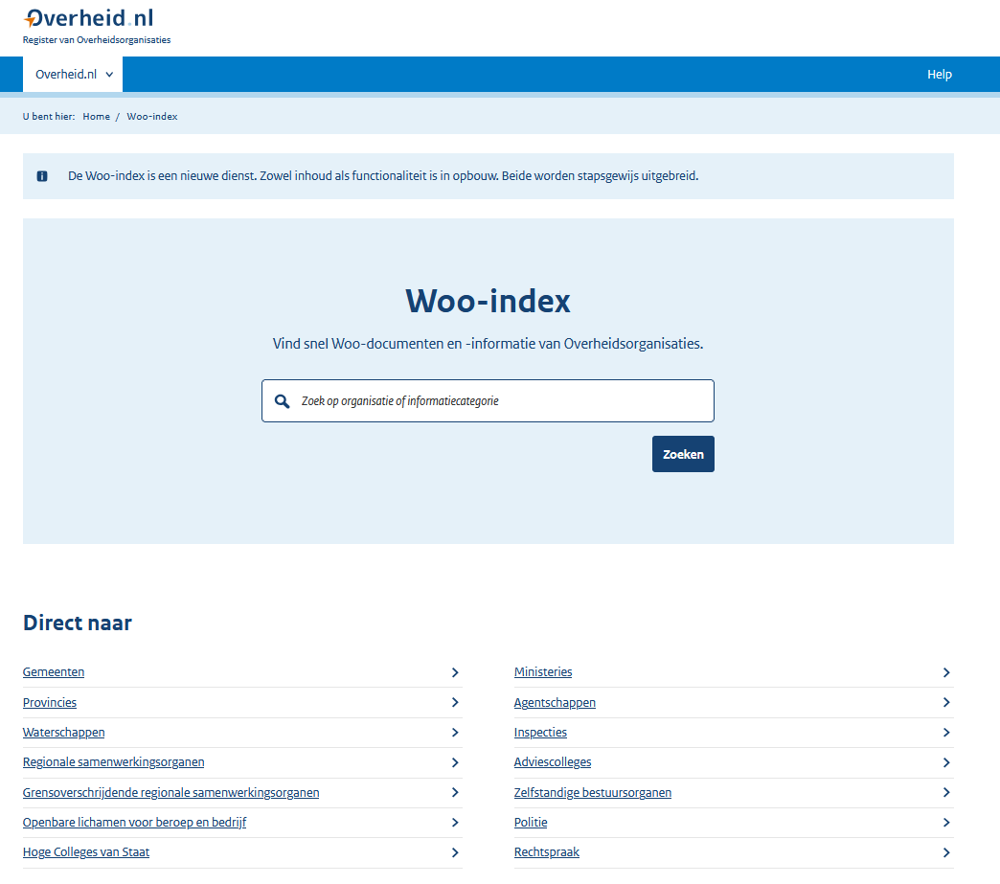 Overheid.nl
Register van Overheidsorganisaties
Overheid.nl
Help
U bent hier: Home / Woo-index
De Woo-index is een nieuwe dienst. Zowel inhoud als functionaliteit is in opbouw. Beide worden stapsgewijs uitgebreid.
Woo-index
Vind snel Woo-documenten en -informatie van Overheidsorganisaties.
Zoek op organisatie of informatiecategorie
Zoeken
Direct naar
Gemeenten
Provincies
Waterschappen
Regionale samenwerkingsorganen
Grensoverschrijdende regionale samenwerkingsorganen
Openbare lichamen voor beroep en bedrijf
Hoge Colleges van Staat
Ministeries
Agentschappen
Inspecties
Adviescolleges
Zelfstandige bestuursorganen
Politie
Rechtspraak